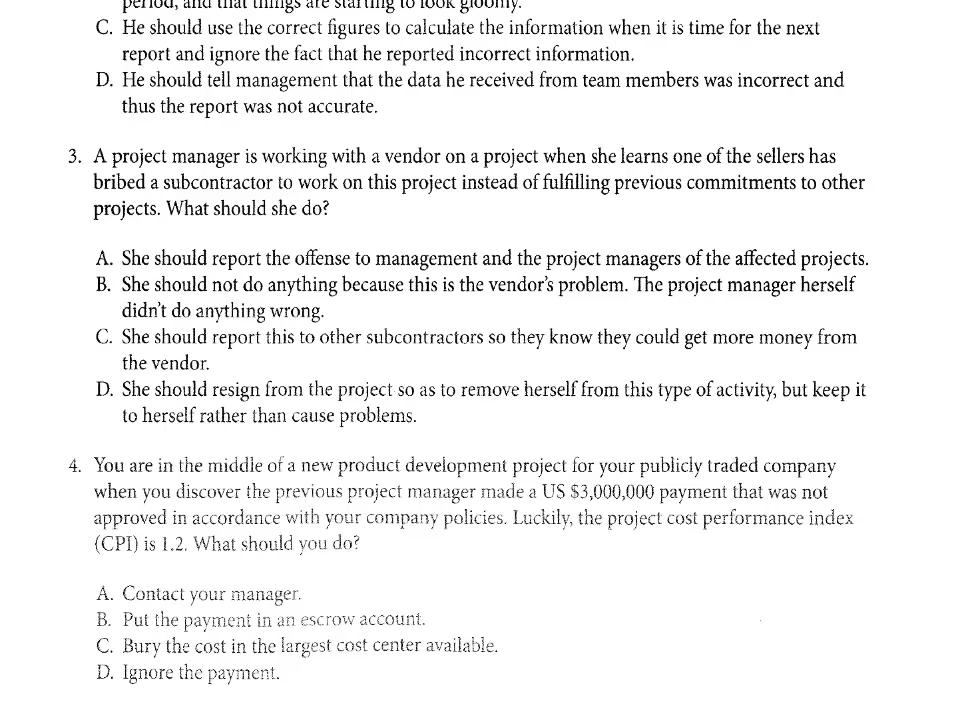 period, and that things are starting to look gloomy.
C. He should use the correct figures to calculate the information when it is time for the next
report and ignore the fact that he reported incorrect information.
D. He should tell management that the data he received from team members was incorrect and
thus the report was not accurate.
3. A project manager is working with a vendor on a project when she learns one of the sellers has
bribed a subcontractor to work on this project instead of fulfilling previous commitments to other
projects. What should she do?
A. She should report the offense to management and the project managers of the affected projects.
B. She should not do anything because this is the vendor's problem. The project manager herself
didn't do anything wrong.
C. She should report this to other subcontractors so they know they could get more money from
the vendor.
D. She should resign from the project so as to remove herself from this type of activity, but keep it
to herself rather than cause problems.
4. You are in the middle of a new product development project for your publicly traded company
when you discover the previous project manager made a US $3,000,000 payment that was not
approved in accordance with your company policies. Luckily, the project cost performance index
(CPI) is 1.2. What should you do?
A. Contact your manager.
B. Put the payment in an escrow account.
C. Bury the cost in the largest cost center available.
D. Ignore the payment.